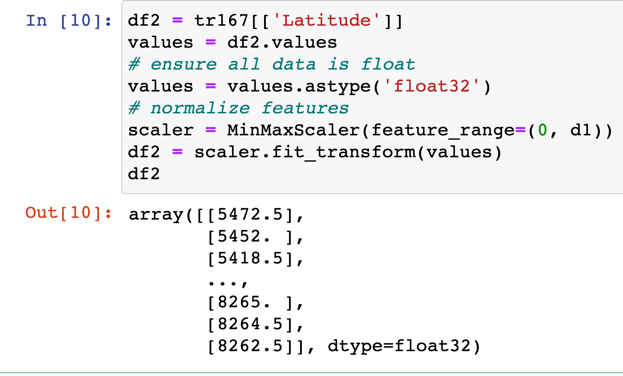 In [10]: df2 = tr167[['Latitude']]
values = df2.values
# ensure all data is float
values = values.astype('float32')
# normalize features
scaler = MinMaxScaler(feature_range=(0, d1))
df2 = scaler.fit_transform(values)
df2
Out[10]: array([[5472.5],
[5452. ],
[5418.5],
...,
[8265. ],
[8264.5],
[8262.5]], dtype=float32)